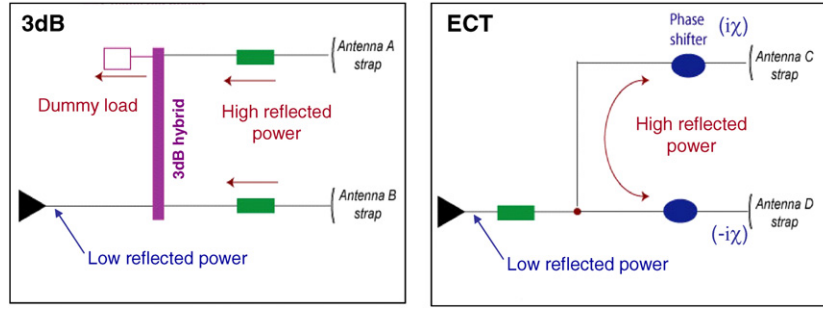 3dB
Antenna A
strap
Dummy load
High reflected
power
3dB hybrid
Antenna B
strap
Low reflected power
ECT
Phase
shifter
(iχ)
Antenna C
strap
High reflected
power
Antenna D
strap
(-iχ)
Low reflected power